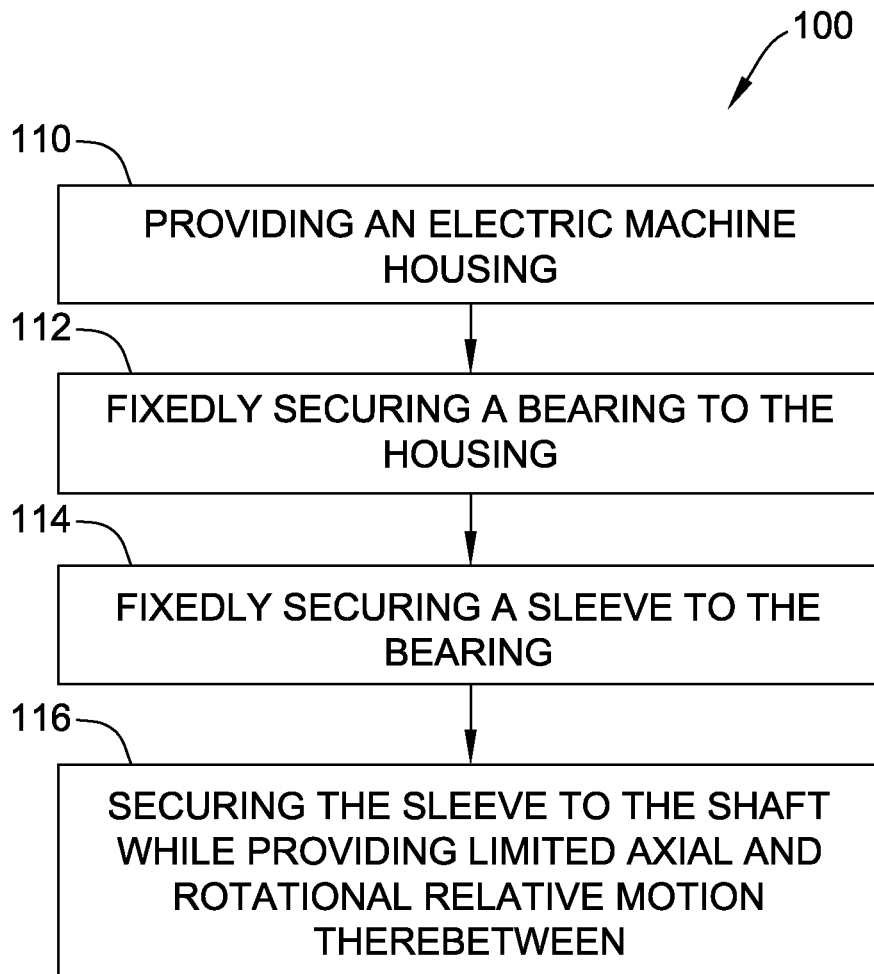 100
110
PROVIDING AN ELECTRIC MACHINE
HOUSING
112
FIXEDLY SECURING A BEARING TO THE
HOUSING
114
FIXEDLY SECURING A SLEEVE TO THE
BEARING
116
SECURING THE SLEEVE TO THE SHAFT
WHILE PROVIDING LIMITED AXIAL AND
ROTATIONAL RELATIVE MOTION
THEREBETWEEN